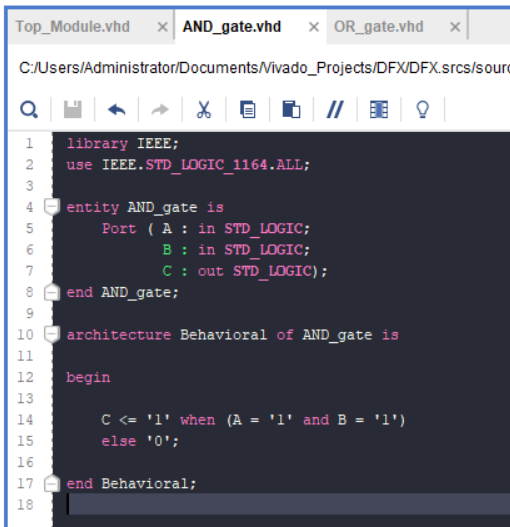 Top_Module.vhd × AND_gate.vhd × OR_gate.vhd ×
C:/Users/Administrator/Documents/Vivado_Projects/DFX/DFX.srcs/sour
1 library IEEE;
2 use IEEE.STD_LOGIC_1164.ALL;
3
4 entity AND_gate is
5 Port ( A : in STD_LOGIC;
6 B : in STD_LOGIC;
7 C : out STD_LOGIC);
8 end AND_gate;
9
10 architecture Behavioral of AND_gate is
11
12 begin
13
14 C <= '1' when (A = '1' and B = '1')
15 else '0';
16
17 end Behavioral;
18